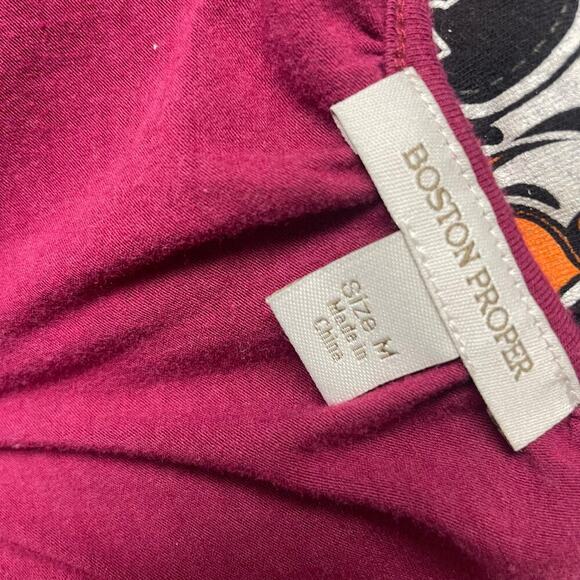 BOSTON PROPER
Size M
Made in
China